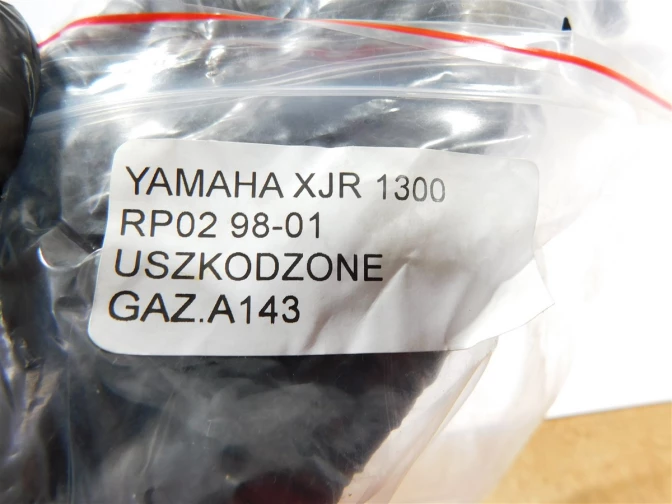 YAMAHA XJR 1300
RP02 98-01
USZKODZONE
GAZ.A143